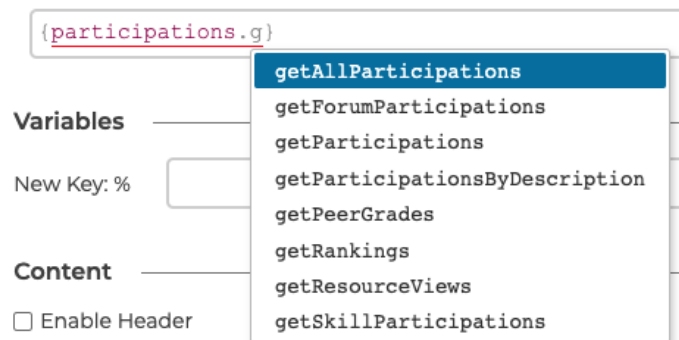 {participations.g}
getAllParticipations
getForumParticipations
Variables
getParticipations
New Key: %
getParticipationsByDescription
getPeerGrades
getRankings
Content
getResourceViews
Enable Header
getSkillParticipations